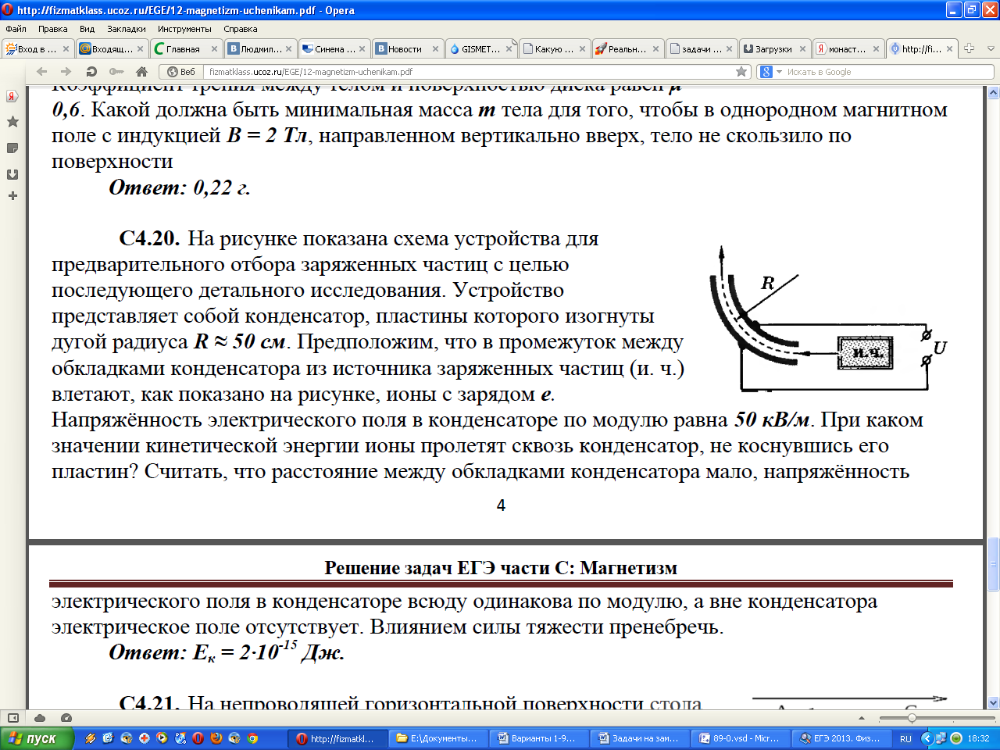 http://fizmatklass.ucoz.ru/EGE/12-magnetizm-uchenikam.pdf - Opera
Файл Правка Вид Закладки Инструменты Справка
Вход в ... Входящ... Главная Людмил... Синема ... Новости GISMET... Какую ... Реальн... задачи ... Загрузки монаст... http://fi...
Веб fizmatklass.ucoz.ru/EGE/12-magnetizm-uchenikam.pdf Искать в Google
Коэффициент трения между телом и поверхностью диска равен μ
0,6. Какой должна быть минимальная масса m тела для того, чтобы в однородном магнитном
поле с индукцией B = 2 Тл, направленном вертикально вверх, тело не скользило по
поверхности
Ответ: 0,22 г.
С4.20. На рисунке показана схема устройства для
предварительного отбора заряженных частиц с целью
последующего детального исследования. Устройство
представляет собой конденсатор, пластины которого изогнуты
дугой радиуса R ≈ 50 см. Предположим, что в промежуток между
обкладками конденсатора из источника заряженных частиц (и. ч.)
влетают, как показано на рисунке, ионы с зарядом e.
R
и.ч.
U
Напряжённость электрического поля в конденсаторе по модулю равна 50 кВ/м. При каком
значении кинетической энергии ионы пролетят сквозь конденсатор, не коснувшись его
пластин? Считать, что расстояние между обкладками конденсатора мало, напряжённость
4
Решение задач ЕГЭ части С: Магнетизм
электрического поля в конденсаторе всюду одинакова по модулю, а вне конденсатора
электрическое поле отсутствует. Влиянием силы тяжести пренебречь.
Ответ: Eк = 2·10⁻¹⁵ Дж.
С4.21. На непроводящей горизонтальной поверхности стола
пуск http://fizmatkl... E:\Документы... Варианты 1-9... Задачи на зам... 89-0.vsd - Micr... ЕГЭ 2013. Физ... RU 18:32